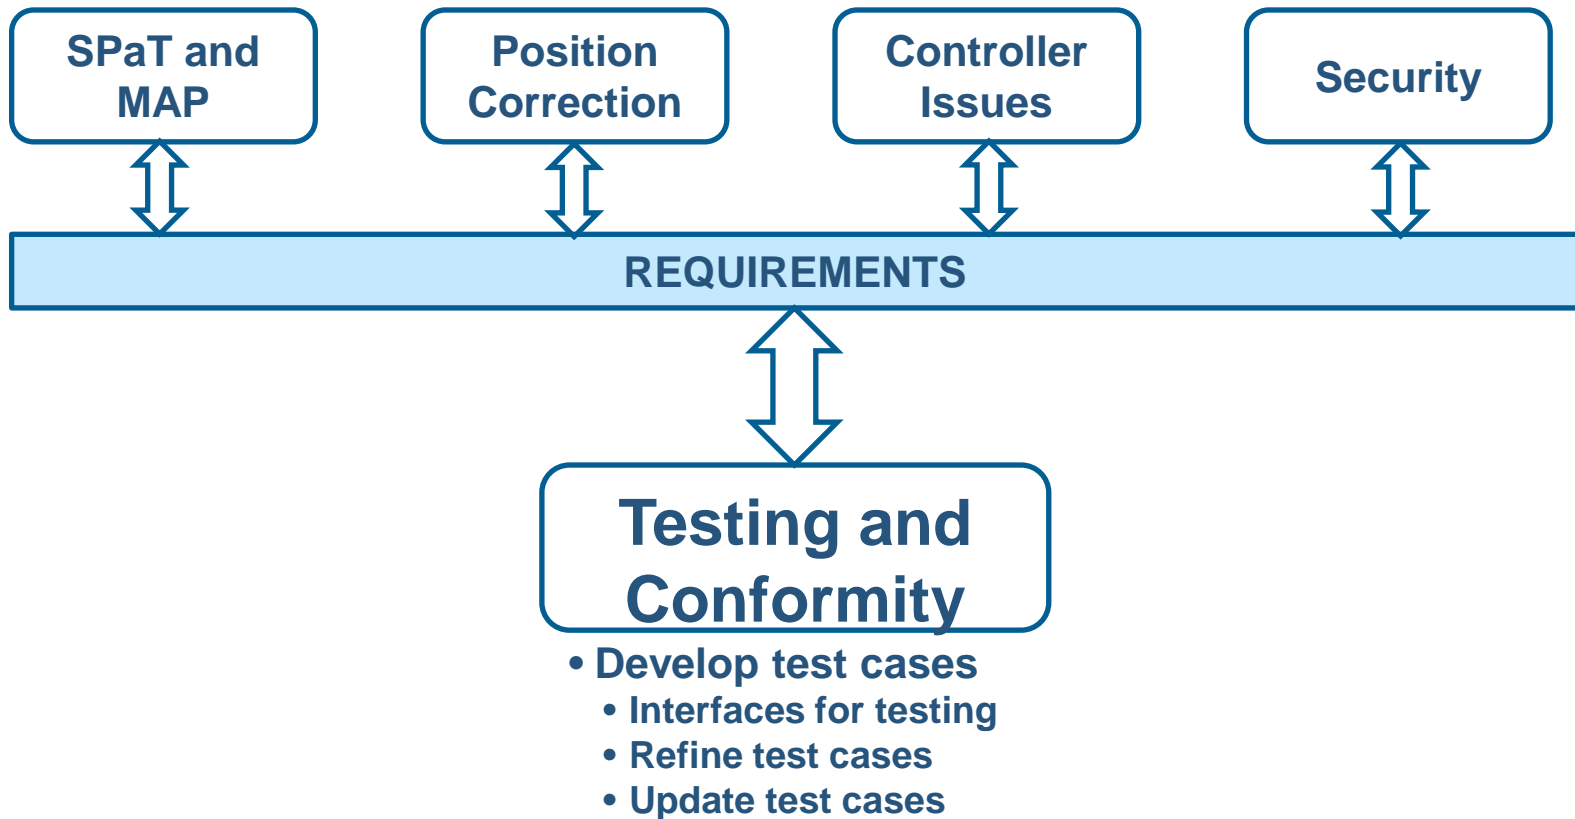 SPaT and
MAP
Position
Correction
Controller
Issues
Security
REQUIREMENTS
Testing and
Conformity
• Develop test cases
• Interfaces for testing
• Refine test cases
• Update test cases